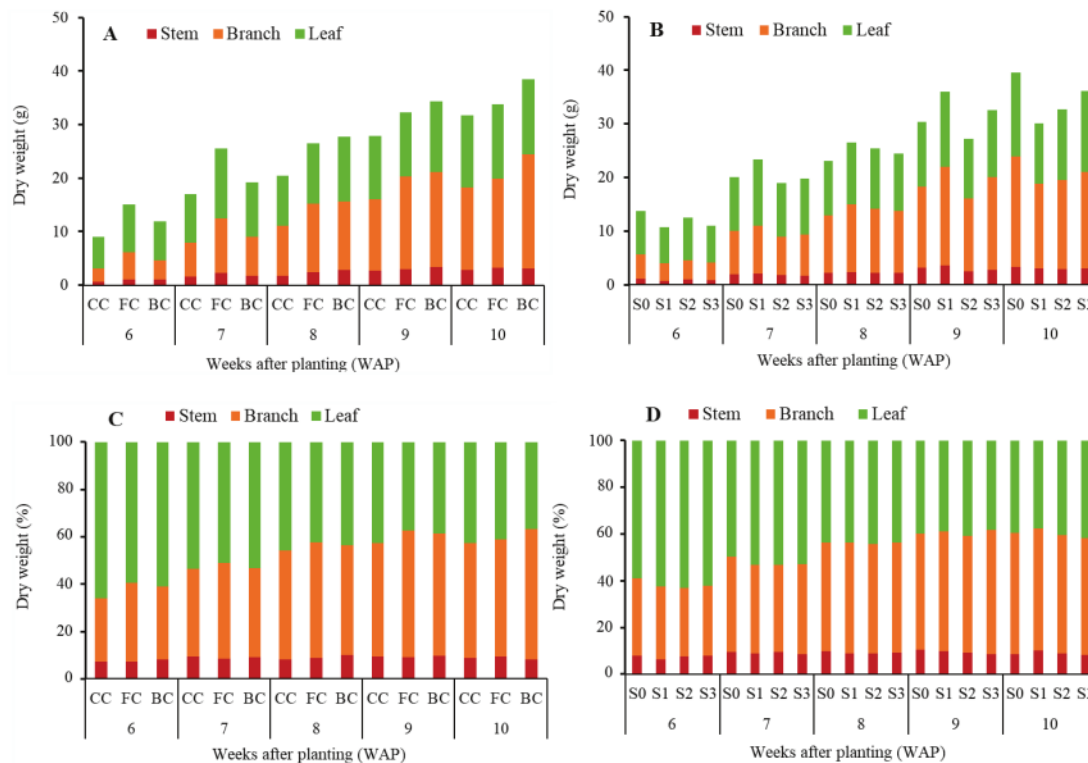 A
Stem Branch Leaf
Dry weight (g)
50
40
30
20
10
0
CC FC BC CC FC BC CC FC BC CC FC BC CC FC BC
6 7 8 9 10
Weeks after planting (WAP)
B
Stem Branch Leaf
Dry weight (g)
50
40
30
20
10
0
S0 S1 S2 S3 S0 S1 S2 S3 S0 S1 S2 S3 S0 S1 S2 S3 S0 S1 S2 S3
6 7 8 9 10
Weeks after planting (WAP)
C
Stem Branch Leaf
Dry weight (%)
100
80
60
40
20
0
CC FC BC CC FC BC CC FC BC CC FC BC CC FC BC
6 7 8 9 10
Weeks after planting (WAP)
D
Stem Branch Leaf
Dry weight (%)
100
80
60
40
20
0
S0 S1 S2 S3 S0 S1 S2 S3 S0 S1 S2 S3 S0 S1 S2 S3 S0 S1 S2 S3
6 7 8 9 10
Weeks after planting (WAP)